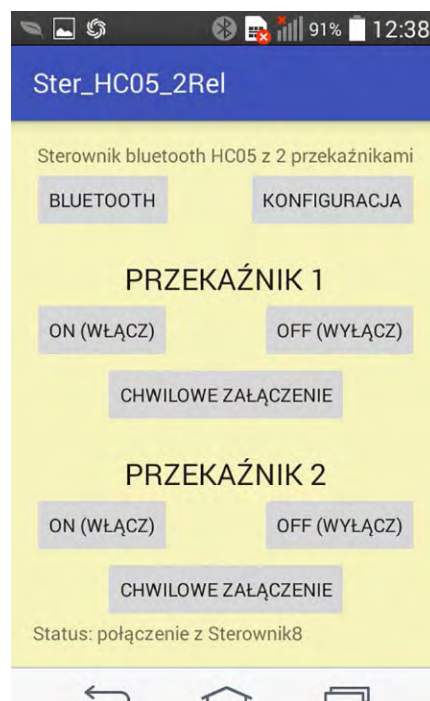 91% 12:38
Ster_HC05_2Rel
Sterownik bluetooth HC05 z 2 przekaźnikami
BLUETOOTH KONFIGURACJA
PRZEKAŹNIK 1
ON (WŁĄCZ) OFF (WYŁĄCZ)
CHWILOWE ZAŁĄCZENIE
PRZEKAŹNIK 2
ON (WŁĄCZ) OFF (WYŁĄCZ)
CHWILOWE ZAŁĄCZENIE
Status: połączenie z Sterownik8